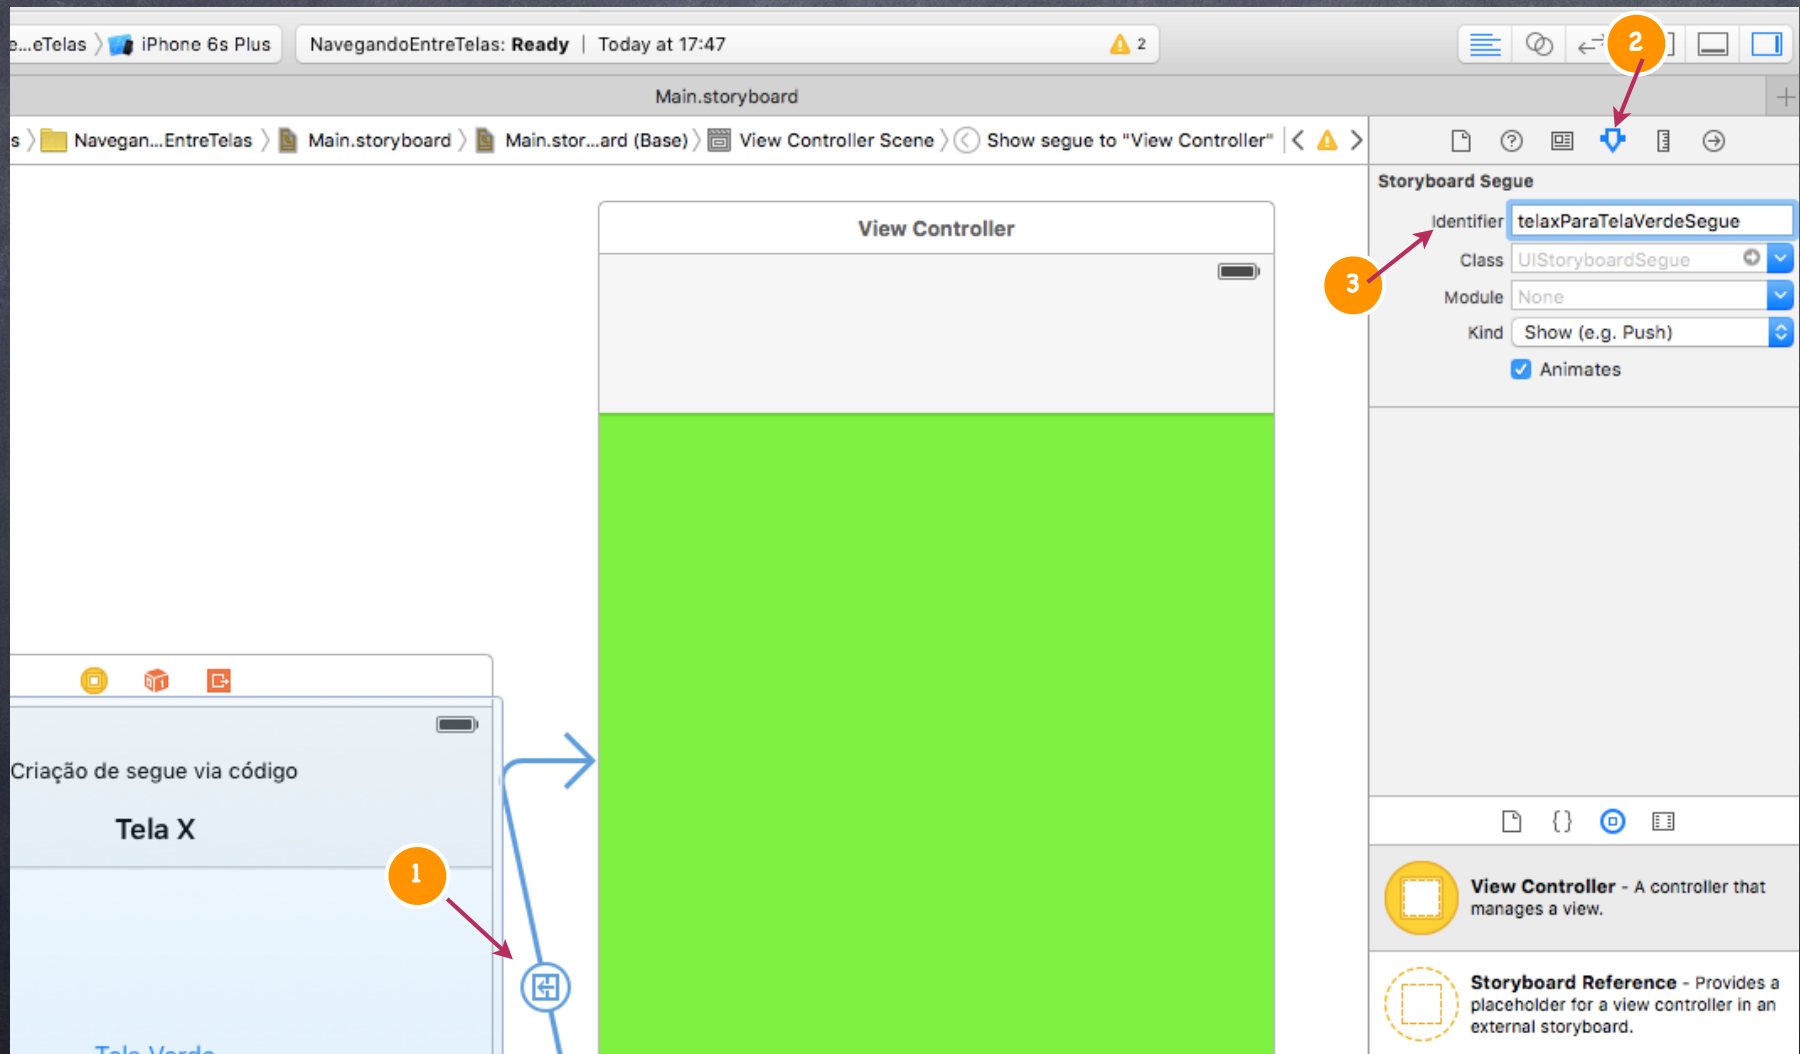 e...eTelas
iPhone 6s Plus
NavegandoEntreTelas: Ready | Today at 17:47
2
2
Main.storyboard
s
Navegan...EntreTelas
Main.storyboard
Main.stor...ard (Base)
View Controller Scene
Show segue to "View Controller"
Storyboard Segue
Identifier telaxParaTelaVerdeSegue
Class UIStoryboardSegue
3
Module None
Kind Show (e.g. Push)
Animates
View Controller
Criação de segue via código
Tela X
1
Tela Verde
View Controller - A controller that
manages a view.
Storyboard Reference - Provides a
placeholder for a view controller in an
external storyboard.